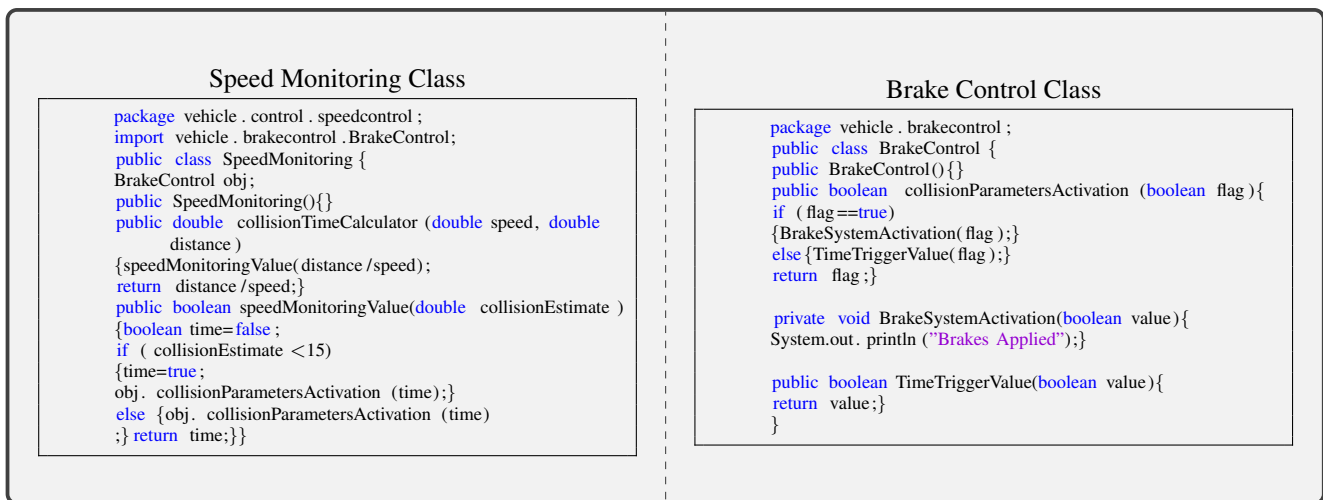 Speed Monitoring Class
package vehicle . control . speedcontrol ;
import vehicle . brakecontrol .BrakeControl;
public class SpeedMonitoring {
BrakeControl obj;
public SpeedMonitoring(){}
public double collisionTimeCalculator (double speed, double
distance )
{speedMonitoringValue(distance/speed);
return distance/speed;}
public boolean speedMonitoringValue(double collisionEstimate )
{boolean time=false ;
if ( collisionEstimate <15)
{time=true;
obj. collisionParametersActivation (time);}
else {obj. collisionParametersActivation (time)
;} return time;}}
Brake Control Class
package vehicle . brakecontrol ;
public class BrakeControl {
public BrakeControl(){}
public boolean collisionParametersActivation (boolean flag){
if (flag==true)
{BrakeSystemActivation(flag);}
else{TimeTriggerValue(flag);}
return flag;}
private void BrakeSystemActivation(boolean value){
System.out. println ("Brakes Applied");}
public boolean TimeTriggerValue(boolean value){
return value;}
}